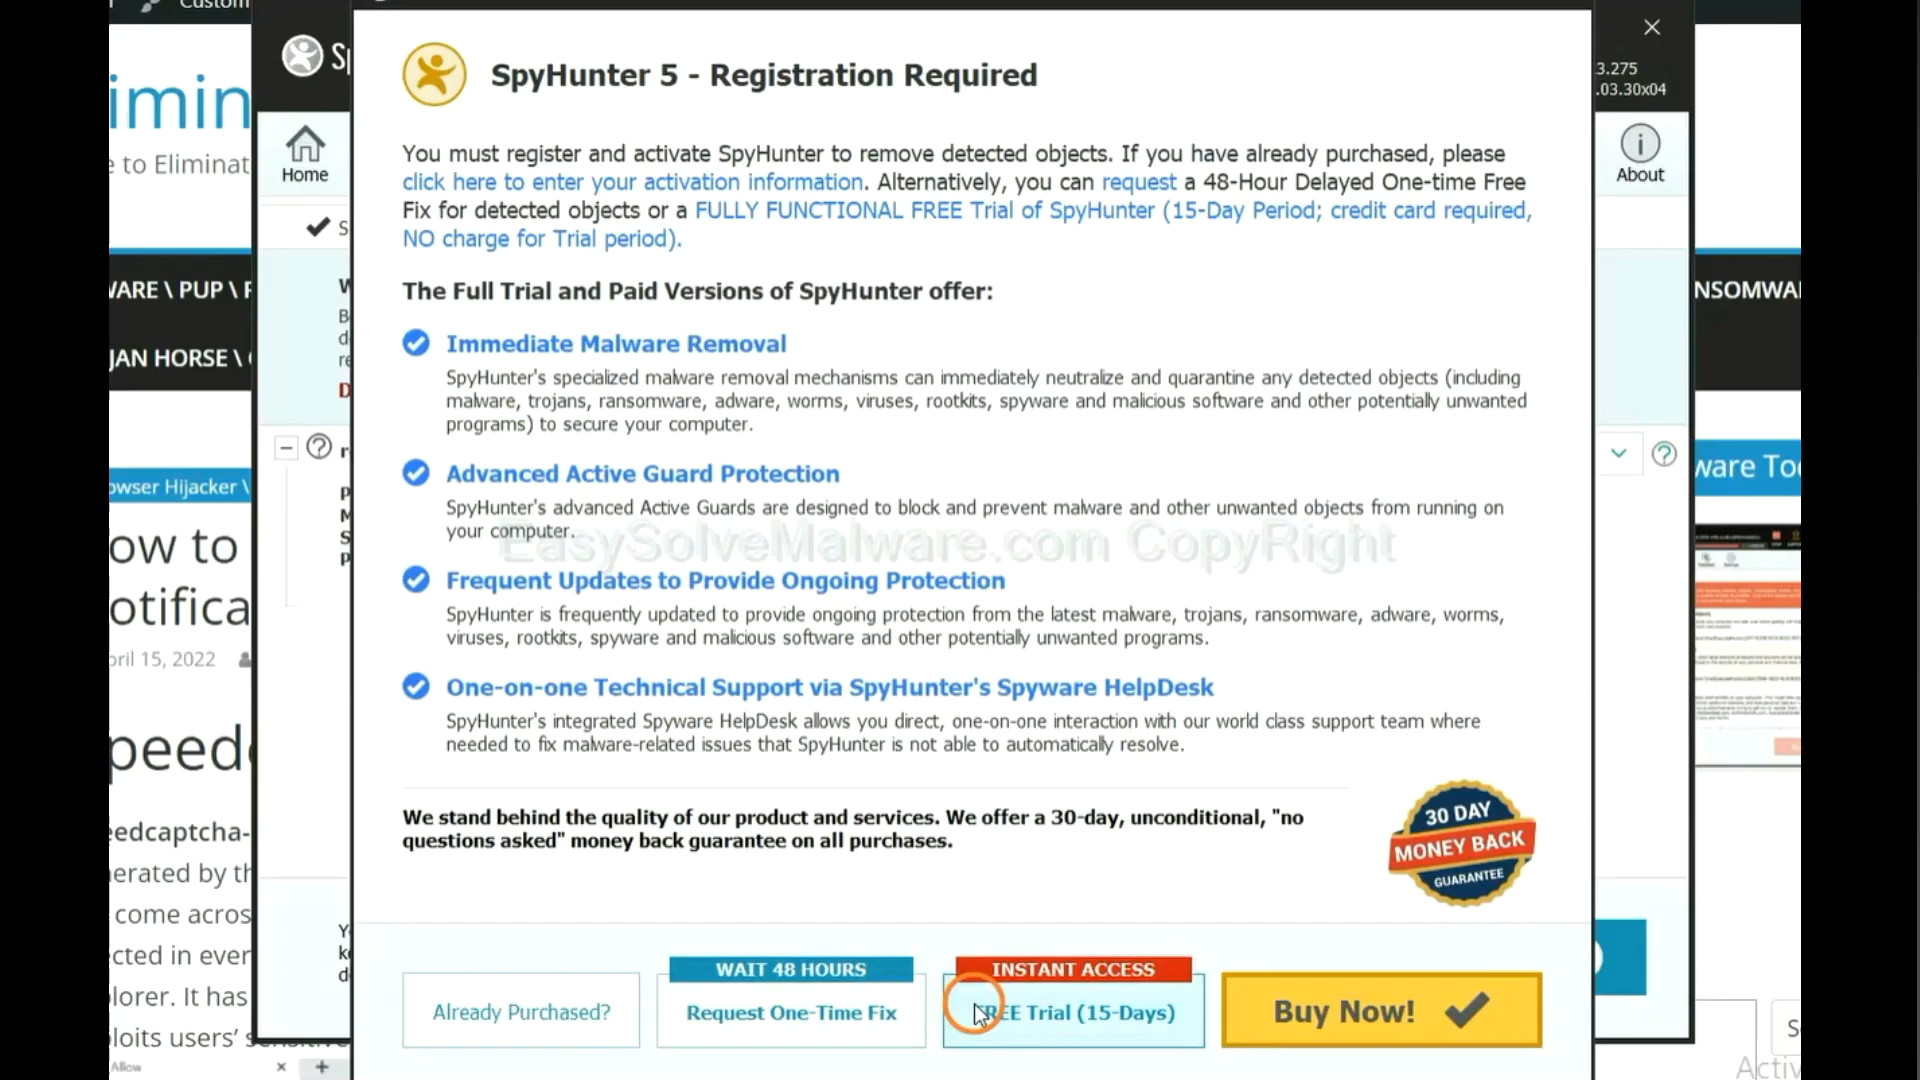 Custom
Sp
3.275
.03.30x04
imin
e to Eliminat
Home
About
WARE \ PUP \
NSOMWA
JAN HORSE \
owser Hijacker \
ware Too
ow to
otifica
pril 15, 2022
peedc
eedcaptcha-
nerated by th
come acros
cted in ever
lorer. It has
ploits users' sensitive
Allow
SpyHunter 5 - Registration Required
You must register and activate SpyHunter to remove detected objects. If you have already purchased, please
click here to enter your activation information. Alternatively, you can request a 48-Hour Delayed One-time Free
Fix for detected objects or a FULLY FUNCTIONAL FREE Trial of SpyHunter (15-Day Period; credit card required,
NO charge for Trial period).
The Full Trial and Paid Versions of SpyHunter offer:
Immediate Malware Removal
SpyHunter's specialized malware removal mechanisms can immediately neutralize and quarantine any detected objects (including
malware, trojans, ransomware, adware, worms, viruses, rootkits, spyware and malicious software and other potentially unwanted
programs) to secure your computer.
Advanced Active Guard Protection
SpyHunter's advanced Active Guards are designed to block and prevent malware and other unwanted objects from running on
your computer.
EasySolveMalware.com CopyRight
Frequent Updates to Provide Ongoing Protection
SpyHunter is frequently updated to provide ongoing protection from the latest malware, trojans, ransomware, adware, worms,
viruses, rootkits, spyware and malicious software and other potentially unwanted programs.
One-on-one Technical Support via SpyHunter's Spyware HelpDesk
SpyHunter's integrated Spyware HelpDesk allows you direct, one-on-one interaction with our world class support team where
needed to fix malware-related issues that SpyHunter is not able to automatically resolve.
We stand behind the quality of our product and services. We offer a 30-day, unconditional, "no
questions asked" money back guarantee on all purchases.
30 DAY
MONEY BACK
GUARANTEE
Already Purchased?
WAIT 48 HOURS
Request One-Time Fix
INSTANT ACCESS
FREE Trial (15-Days)
Buy Now!
Activ